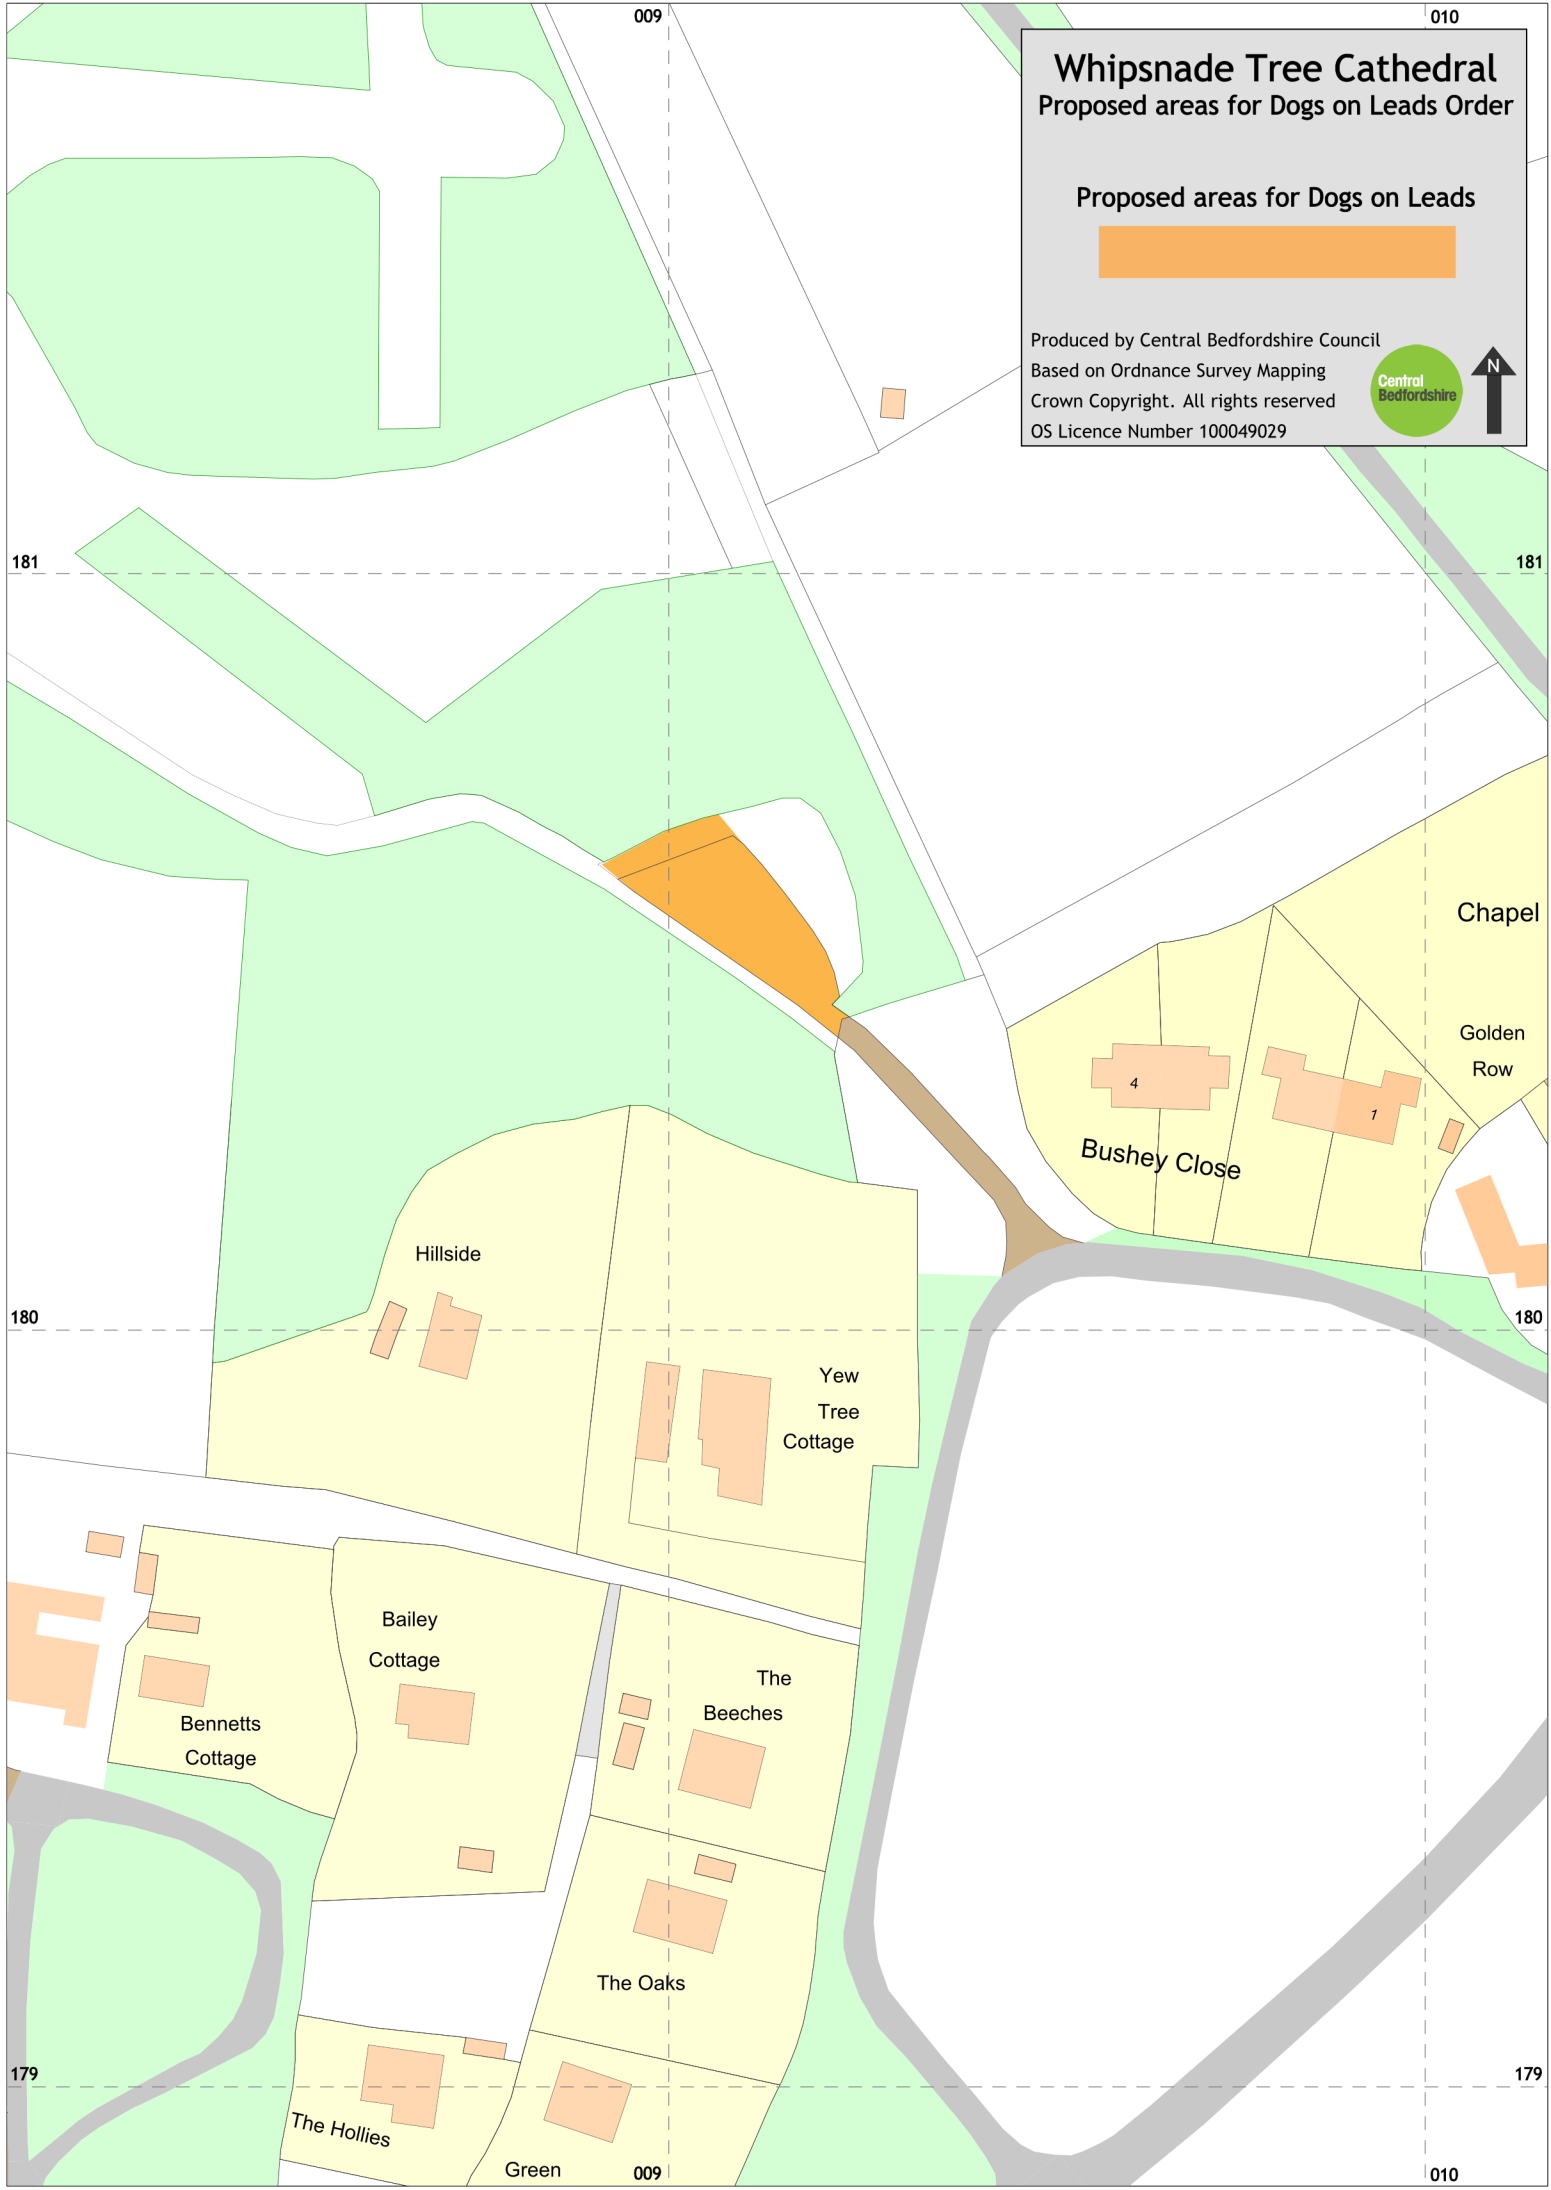 009
010
Whipsnade Tree Cathedral
Proposed areas for Dogs on Leads Order
Proposed areas for Dogs on Leads
Produced by Central Bedfordshire Council
Based on Ordnance Survey Mapping
Crown Copyright. All rights reserved
OS Licence Number 100049029
Central
Bedfordshire
N
181
181
Chapel
Golden
Row
4
1
Bushey Close
Hillside
180
180
Yew
Tree
Cottage
Bailey
Cottage
The
Beeches
Bennetts
Cottage
The Oaks
179
179
The Hollies
Green
009
010